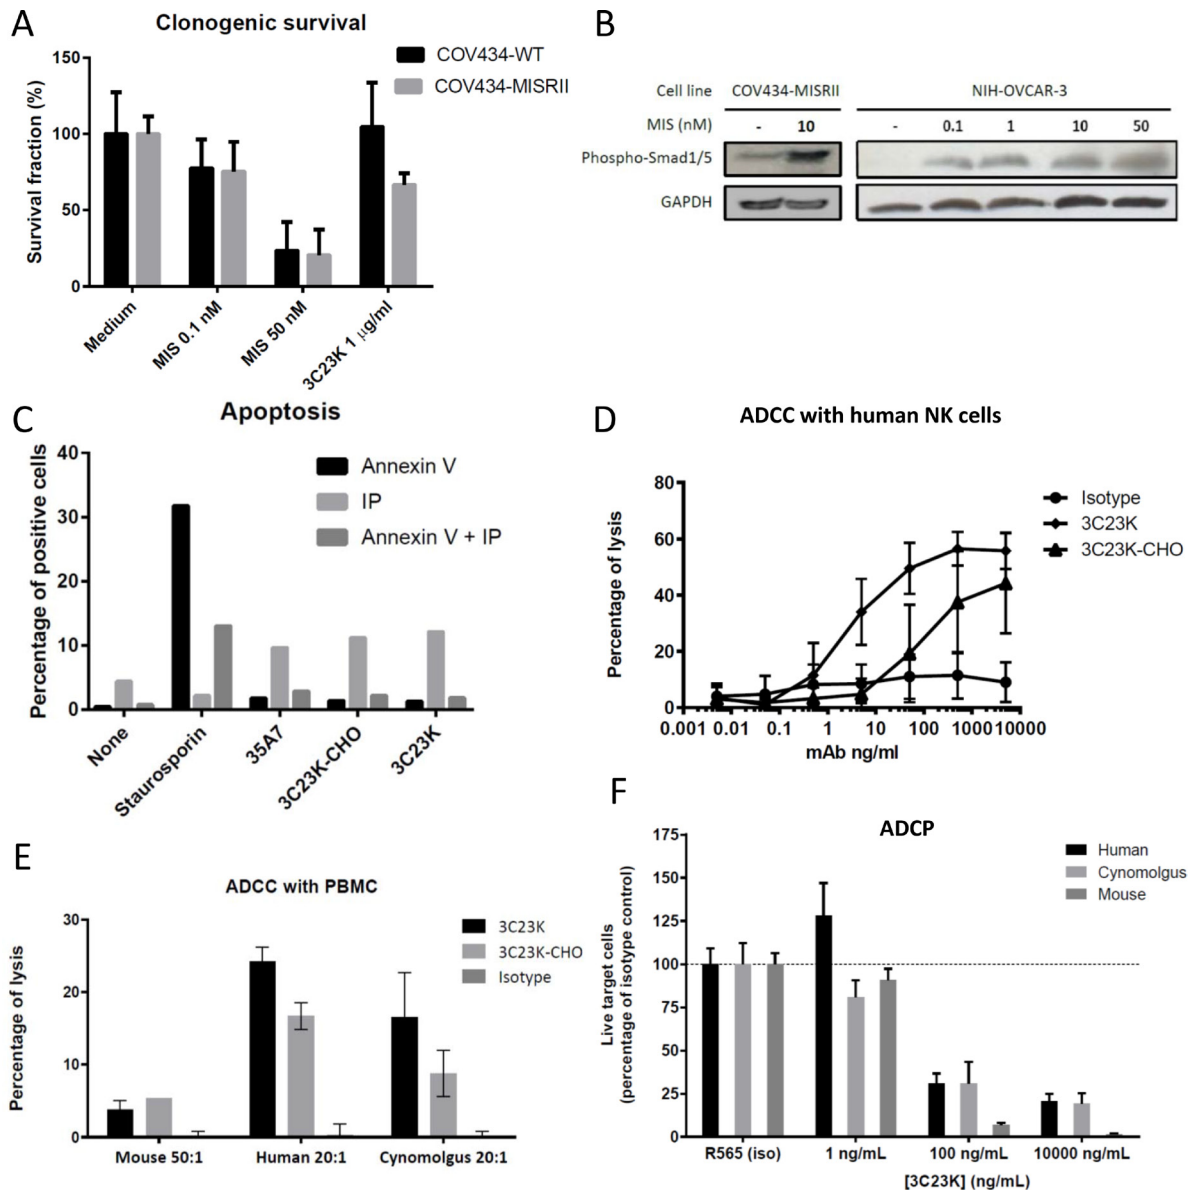 A
Clonogenic survival
COV434-WT
COV434-MISRII
Survival fraction (%)
150
100
50
0
Medium
MIS 0.1 nM
MIS 50 nM
3C23K 1 µg/ml
B
Cell line COV434-MISRII NIH-OVCAR-3
MIS (nM) - 10 - 0.1 1 10 50
Phospho-Smad1/5
GAPDH
C
Apoptosis
Annexin V
IP
Annexin V + IP
Percentage of positive cells
40
30
20
10
0
None
Staurosporin
35A7
3C23K-CHO
3C23K
D
ADCC with human NK cells
Isotype
3C23K
3C23K-CHO
Percentage of lysis
80
60
40
20
0
0.001 0.01 0.1 1 10 100 1000 10000
mAb ng/ml
E
ADCC with PBMC
3C23K
3C23K-CHO
Isotype
Percentage of lysis
30
20
10
0
Mouse 50:1 Human 20:1 Cynomolgus 20:1
F
ADCP
Human
Cynomolgus
Mouse
Live target cells
(percentage of isotype control)
175
150
125
100
75
50
25
0
R565 (iso) 1 ng/mL 100 ng/mL 10000 ng/mL
[3C23K] (ng/mL)